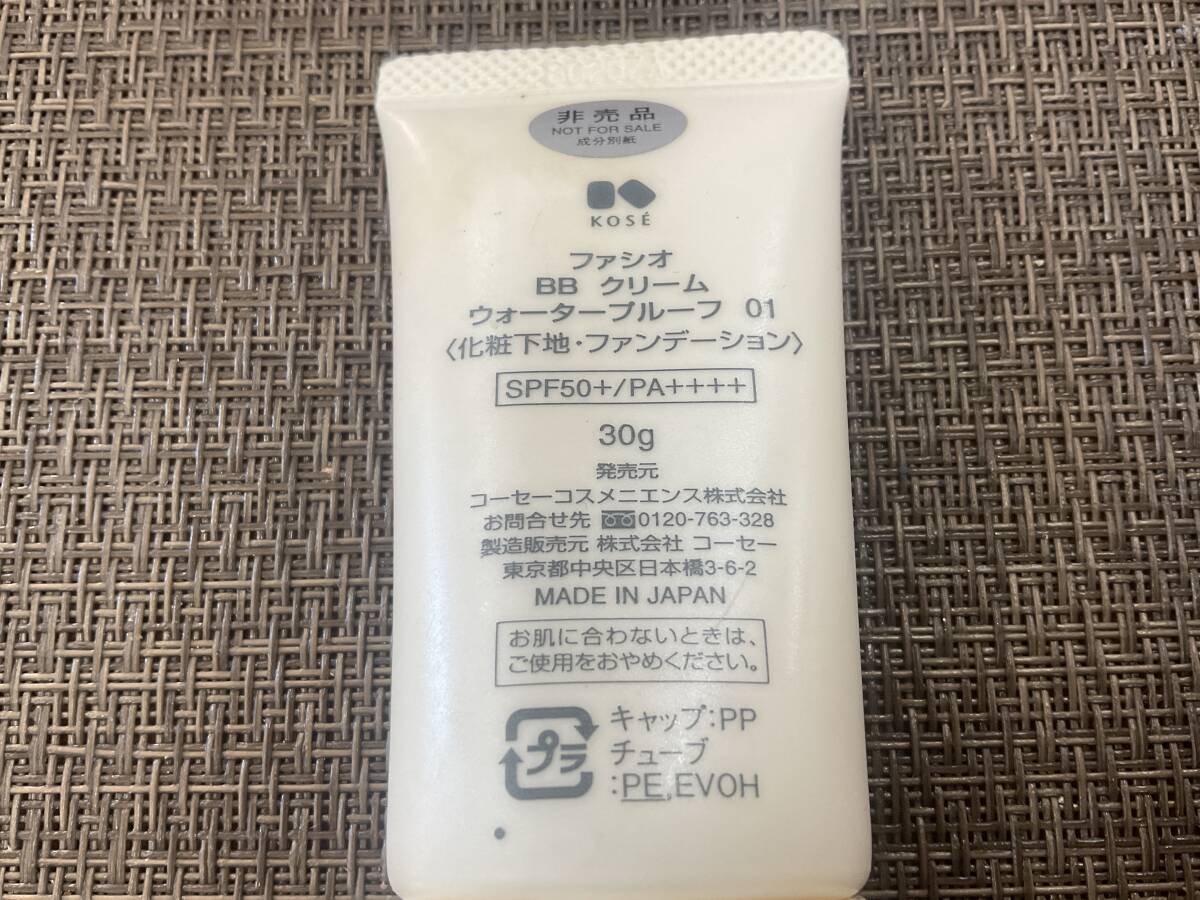 非売品
NOT FOR SALE
成分別紙
KOSÉ
ファシオ
BB クリーム
ウォータープルーフ 01
〈化粧下地・ファンデーション〉
SPF50+/PA++++
30g
発売元
コーセーコスメニエンス株式会社
お問合せ先 0120-763-328
製造販売元 株式会社 コーセー
東京都中央区日本橋3-6-2
MADE IN JAPAN
お肌に合わないときは、
ご使用をおやめください。
プラ
キャップ:PP
チューブ
:PE,EVOH